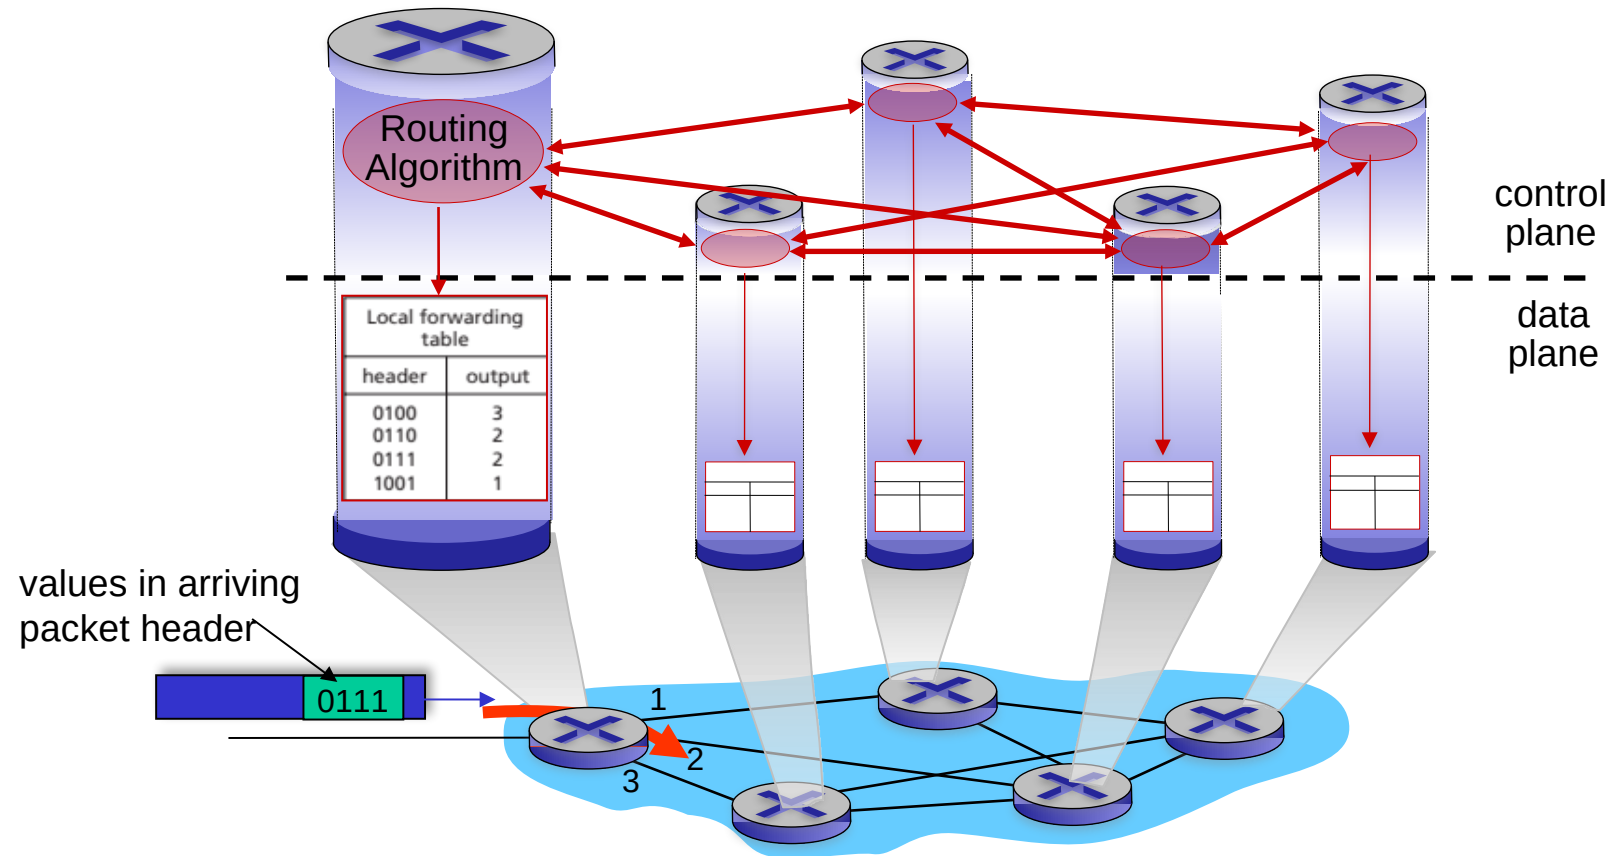 Routing
Algorithm
control
plane
data
plane
Local forwarding
table
header output
0100 3
0110 2
0111 2
1001 1
values in arriving
packet header
0111
1
2
3